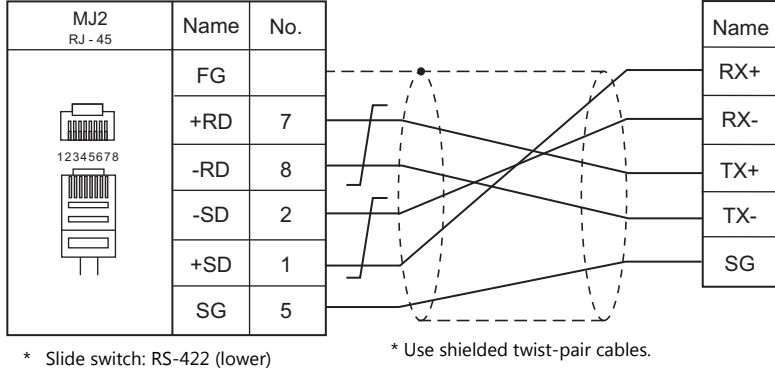 MJ2
RJ - 45
Name No.
FG
+RD 7
-RD 8
-SD 2
+SD 1
SG 5
12345678
Name
RX+
RX-
TX+
TX-
SG
* Slide switch: RS-422 (lower)
* Use shielded twist-pair cables.